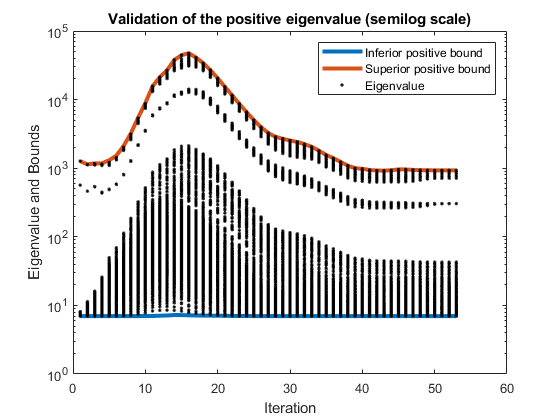 Validation of the positive eigenvalue (semilog scale)
Inferior positive bound
Superior positive bound
Eigenvalue
Eigenvalue and Bounds
10^5
10^4
10^3
10^2
10^1
10^0
0 10 20 30 40 50 60
Iteration